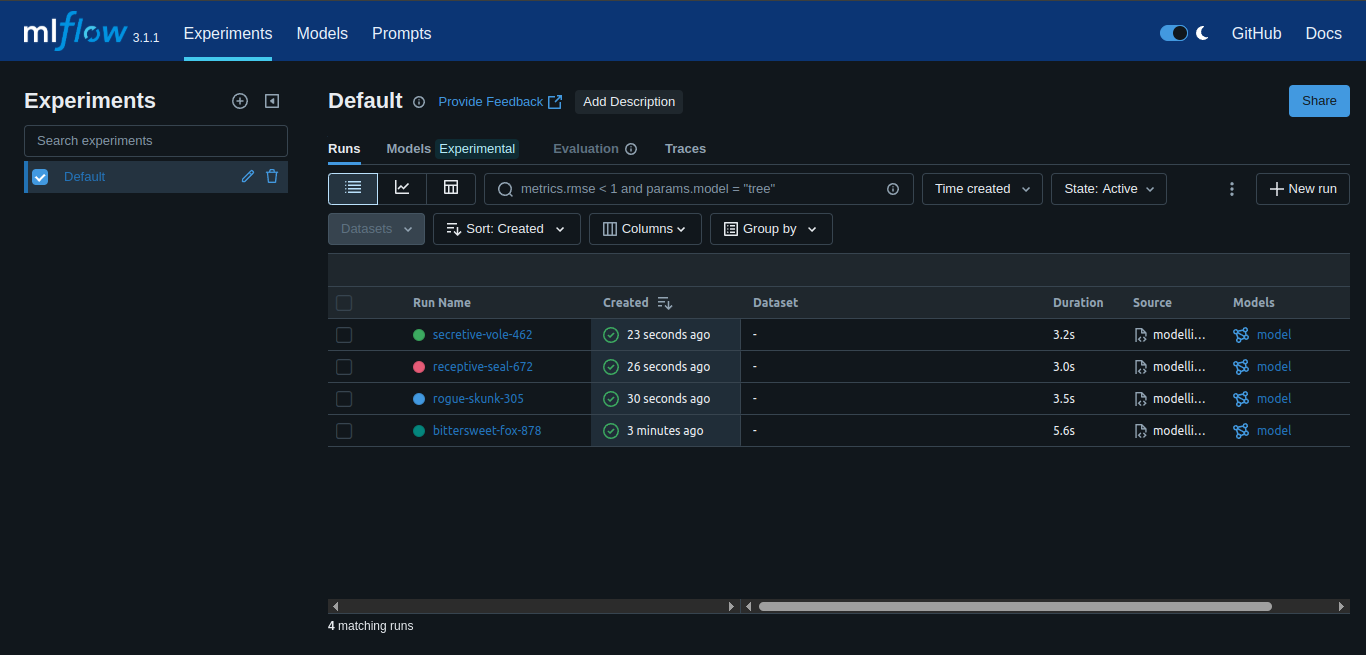 mlflow 3.1.1 Experiments Models Prompts GitHub Docs
Experiments
Search experiments
Default
Default Provide Feedback Add Description Share
Runs Models Experimental Evaluation Traces
metrics.rmse < 1 and params.model = "tree" Time created State: Active New run
Datasets Sort: Created Columns Group by
Run Name Created Dataset Duration Source Models
secretive-vole-462 23 seconds ago - 3.2s modelli... model
receptive-seal-672 26 seconds ago - 3.0s modelli... model
rogue-skunk-305 30 seconds ago - 3.5s modelli... model
bittersweet-fox-878 3 minutes ago - 5.6s modelli... model
4 matching runs